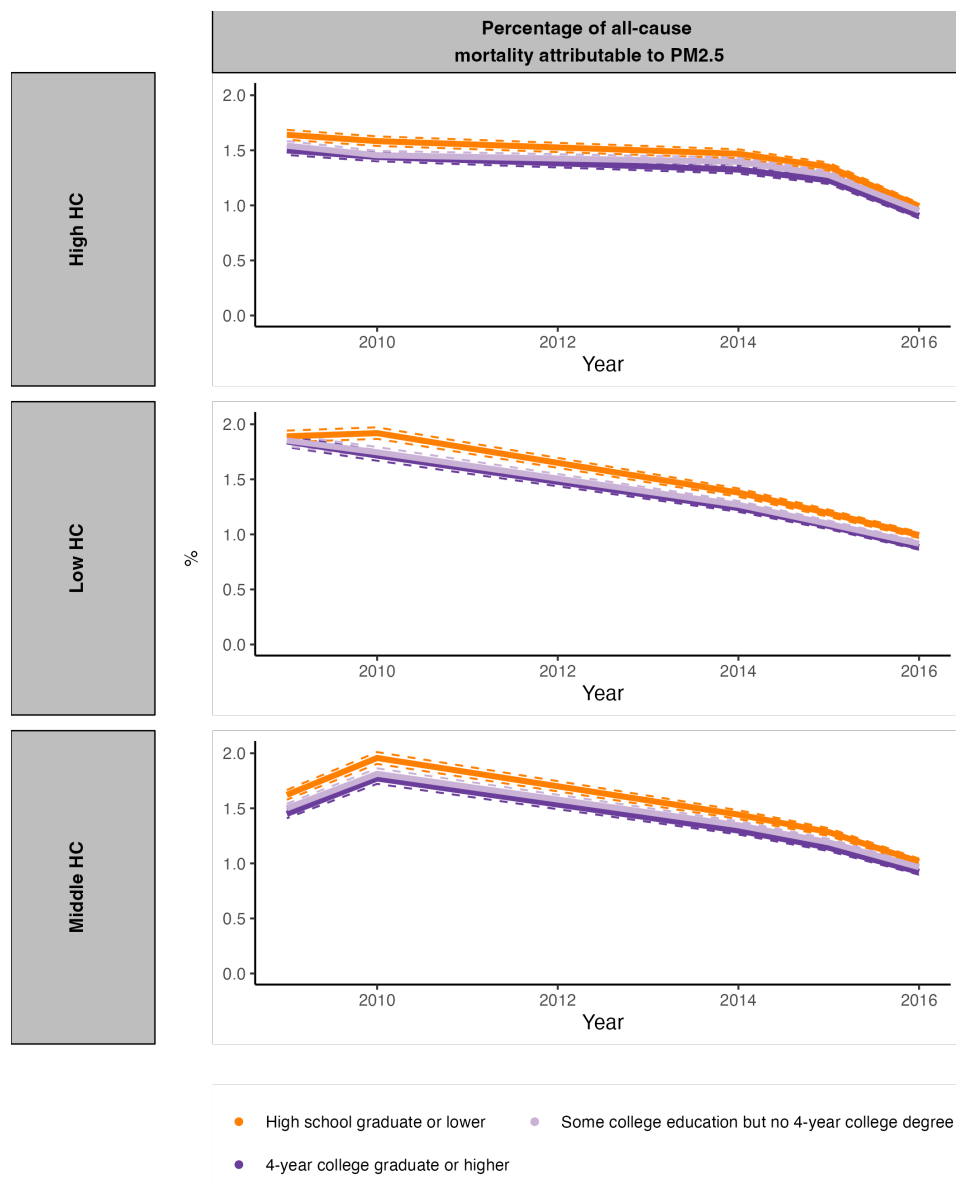 Percentage of all-cause
mortality attributable to PM2.5
High HC
2.0
1.5
1.0
0.5
0.0
2010 2012 2014 2016
Year
Low HC
%
2.0
1.5
1.0
0.5
0.0
2010 2012 2014 2016
Year
Middle HC
2.0
1.5
1.0
0.5
0.0
2010 2012 2014 2016
Year
High school graduate or lower Some college education but no 4-year college degree
4-year college graduate or higher